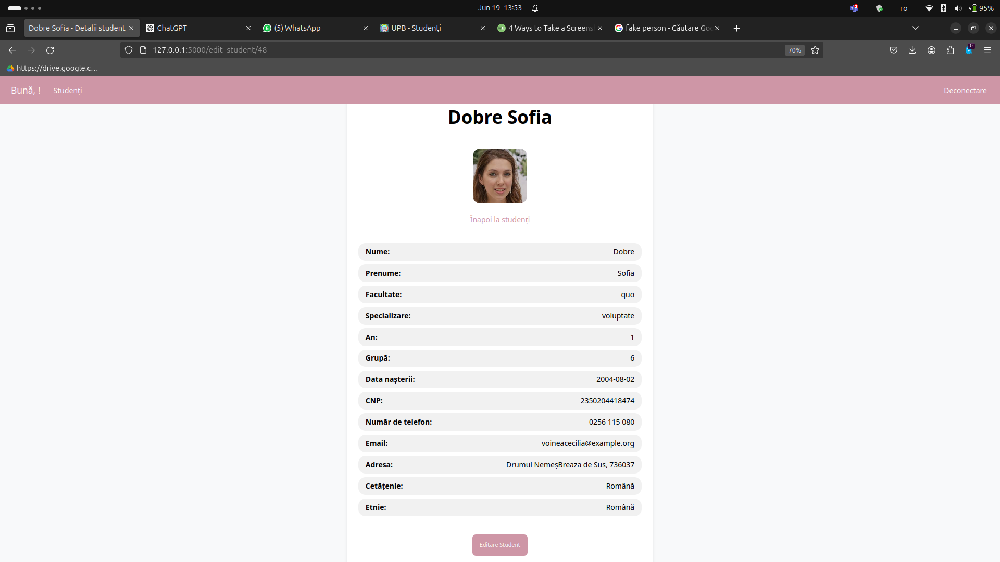 Jun 19 13:53
ro
95%
Dobre Sofia - Detalii student
ChatGPT
(5) WhatsApp
UPB - Studenți
4 Ways to Take a Screensh
fake person - Căutare Goo
127.0.0.1:5000/edit_student/48
70%
https://drive.google.c…
Bună, !
Studenți
Deconectare
Dobre Sofia
Înapoi la studenți
Nume: Dobre
Prenume: Sofia
Facultate: quo
Specializare: voluptate
An: 1
Grupă: 6
Data nașterii: 2004-08-02
CNP: 2350204418474
Număr de telefon: 0256 115 080
Email: voineacecilia@example.org
Adresa: Drumul NemeșBreaza de Sus, 736037
Cetățenie: Română
Etnie: Română
Editare Student